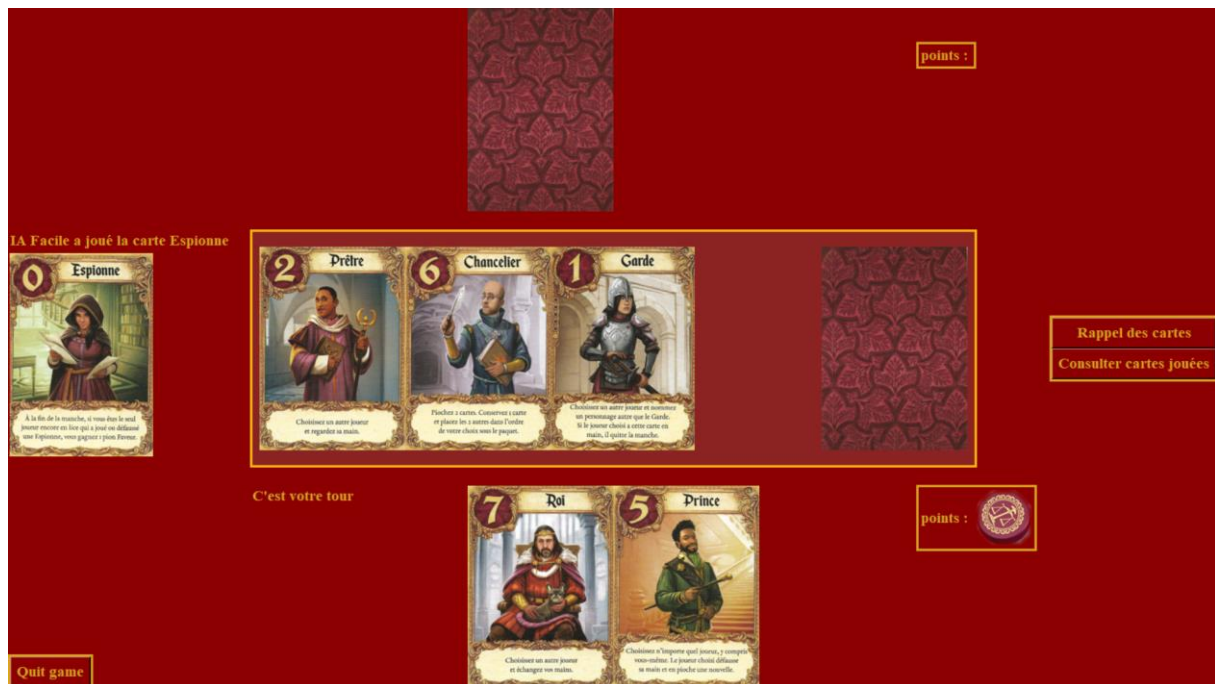 points :
IA Facile a joué la carte Espionne
0 Espionne
À la fin de la manche, si vous êtes le seul
joueur encore en lice qui a joué ou défaussé
une Espionne, vous gagnez 1 pion Faveur.
2 Prêtre
Choisissez un autre joueur
et regardez sa main.
6 Chancelier
Piochez 2 cartes. Conservez 1 carte
et placez les 2 autres dans l'ordre
de votre choix sous le paquet.
1 Garde
Choisissez un autre joueur et nommez
un personnage autre que le Garde.
Si le joueur choisi a cette carte en
main, il quitte la manche.
Rappel des cartes
Consulter cartes jouées
C'est votre tour
7 Roi
Choisissez un autre joueur
et échangez vos mains.
5 Prince
Choisissez n'importe quel joueur, y compris
vous-même. Le joueur choisi défausse
sa main et en pioche une nouvelle.
points :
Quit game